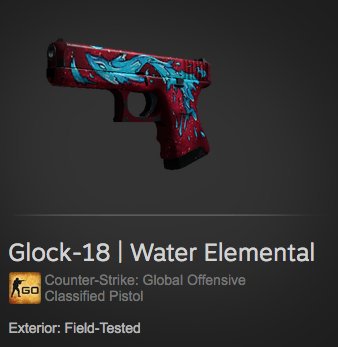 Glock-18 | Water Elemental
GO
Counter-Strike: Global Offensive
Classified Pistol
Exterior: Field-Tested